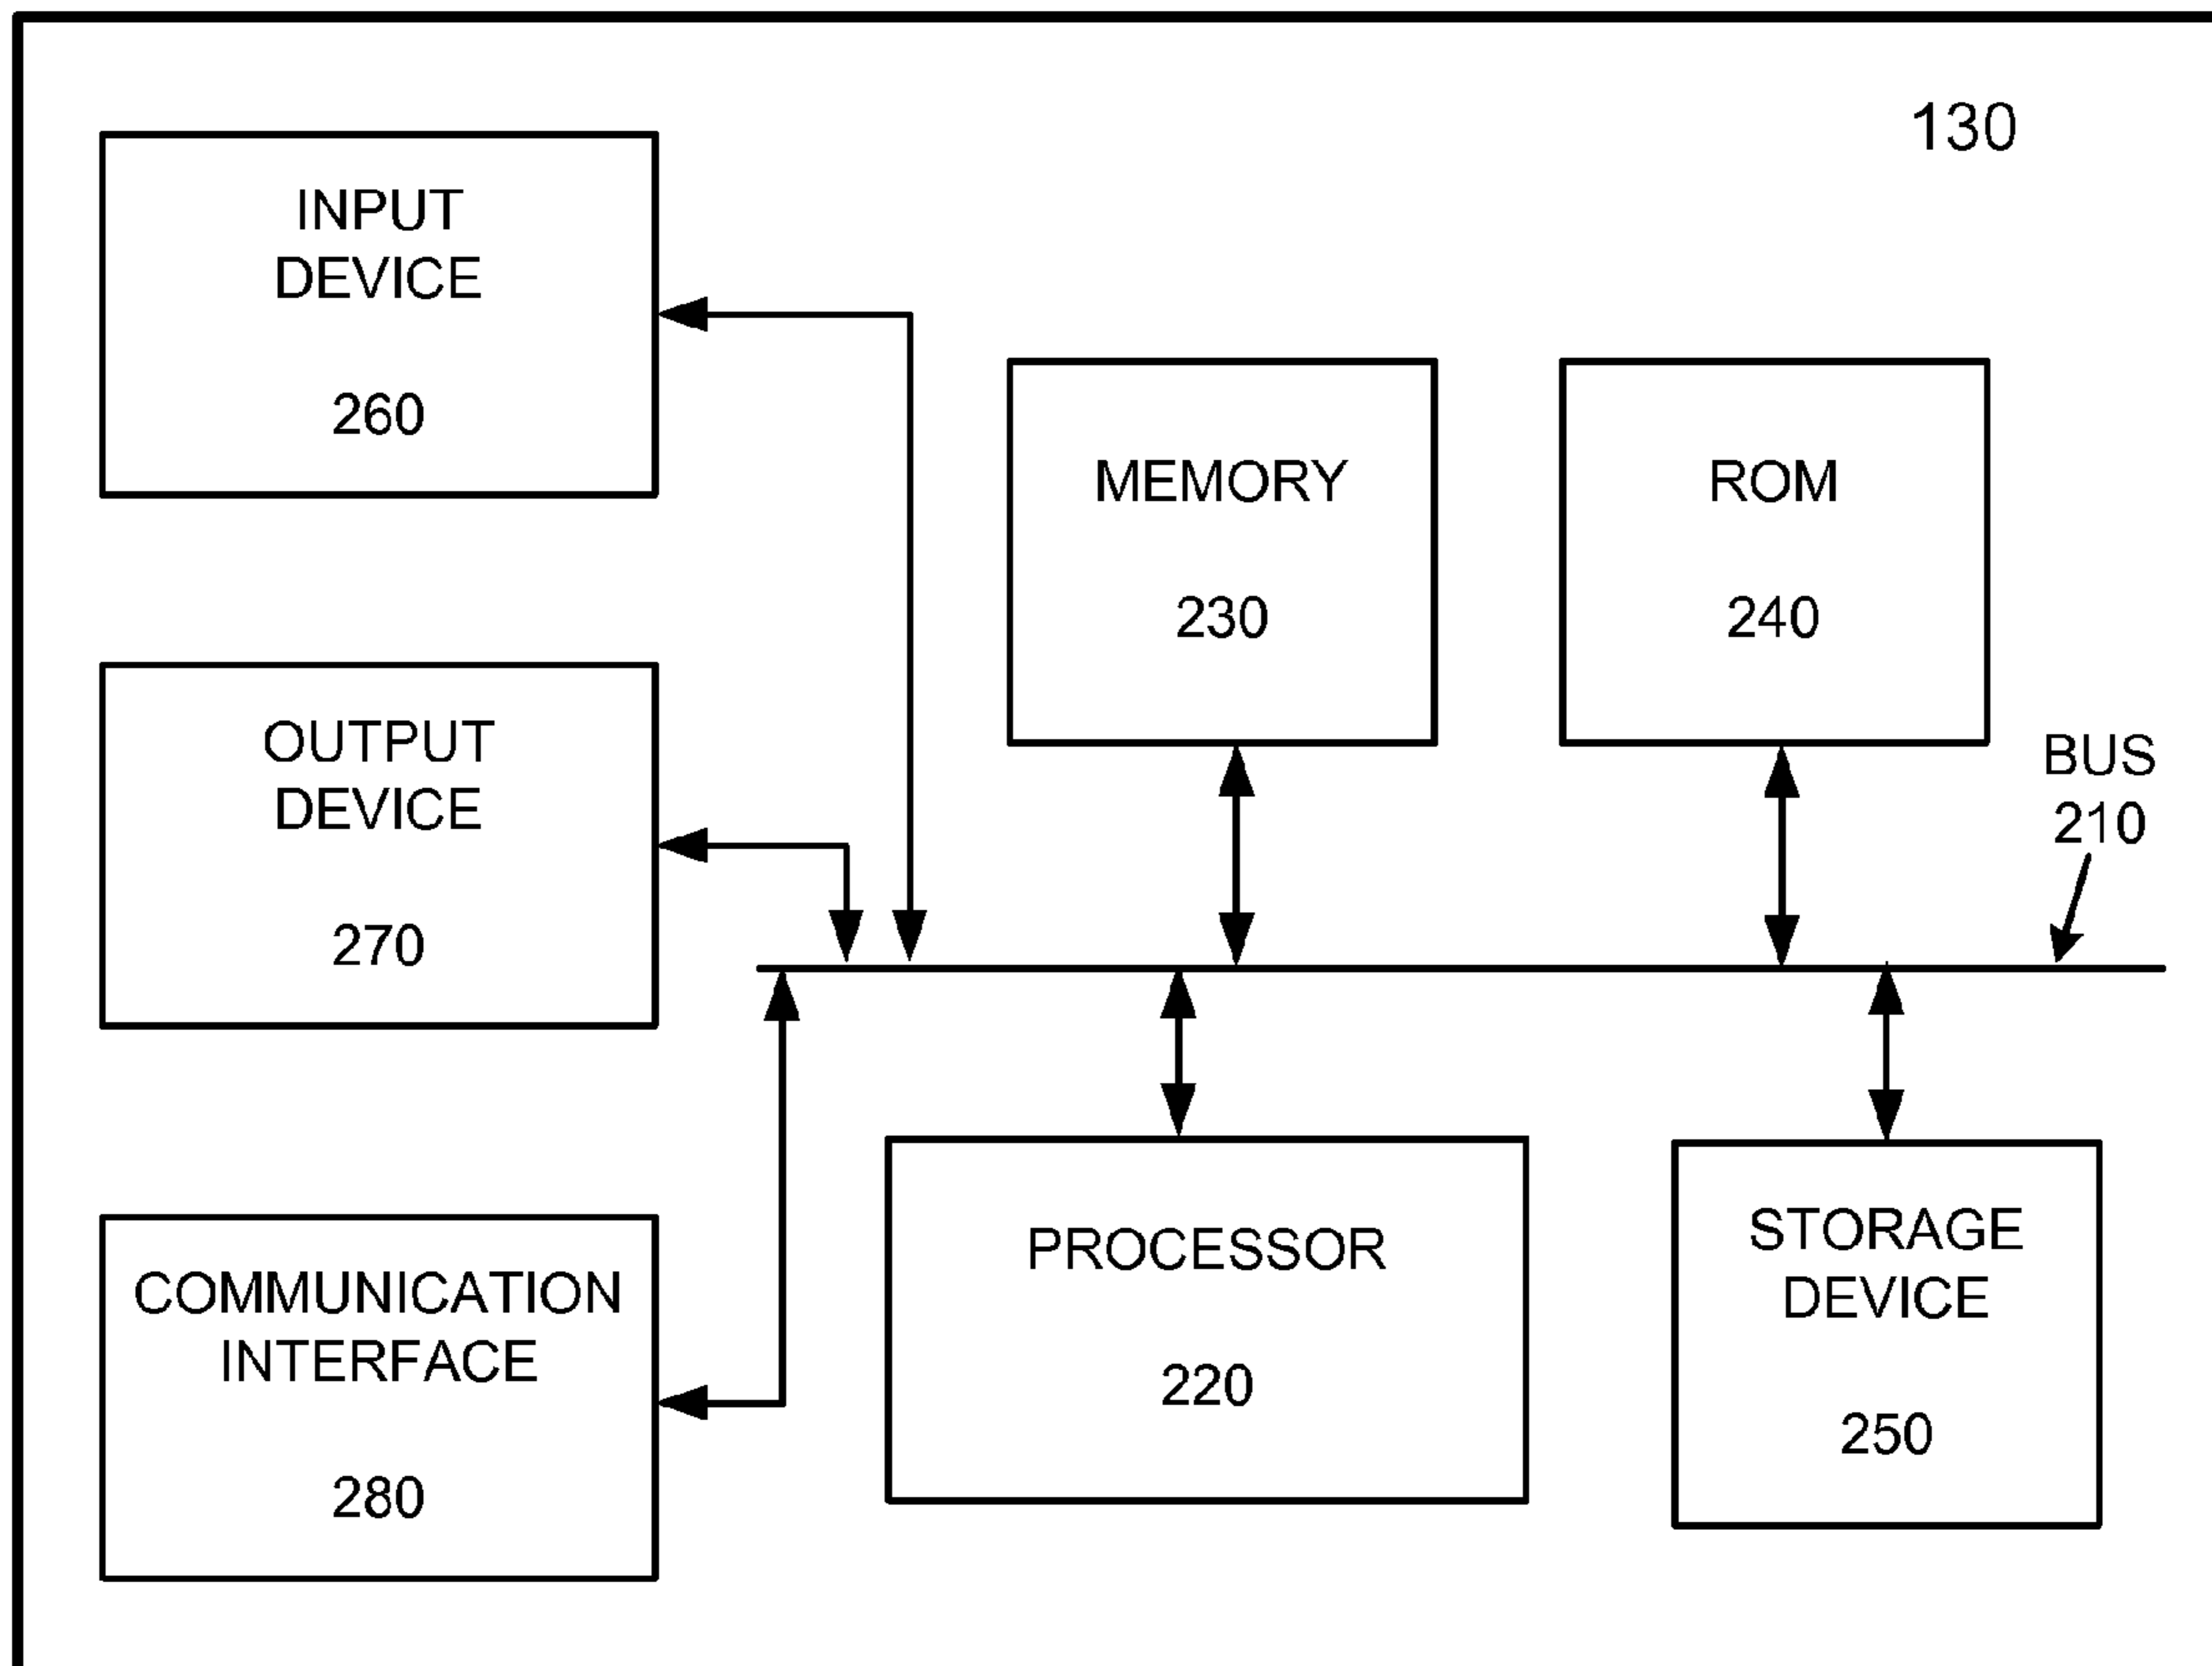 130
INPUT
DEVICE
260
MEMORY
230
ROM
240
OUTPUT
DEVICE
270
BUS
210
COMMUNICATION
INTERFACE
280
PROCESSOR
220
STORAGE
DEVICE
250